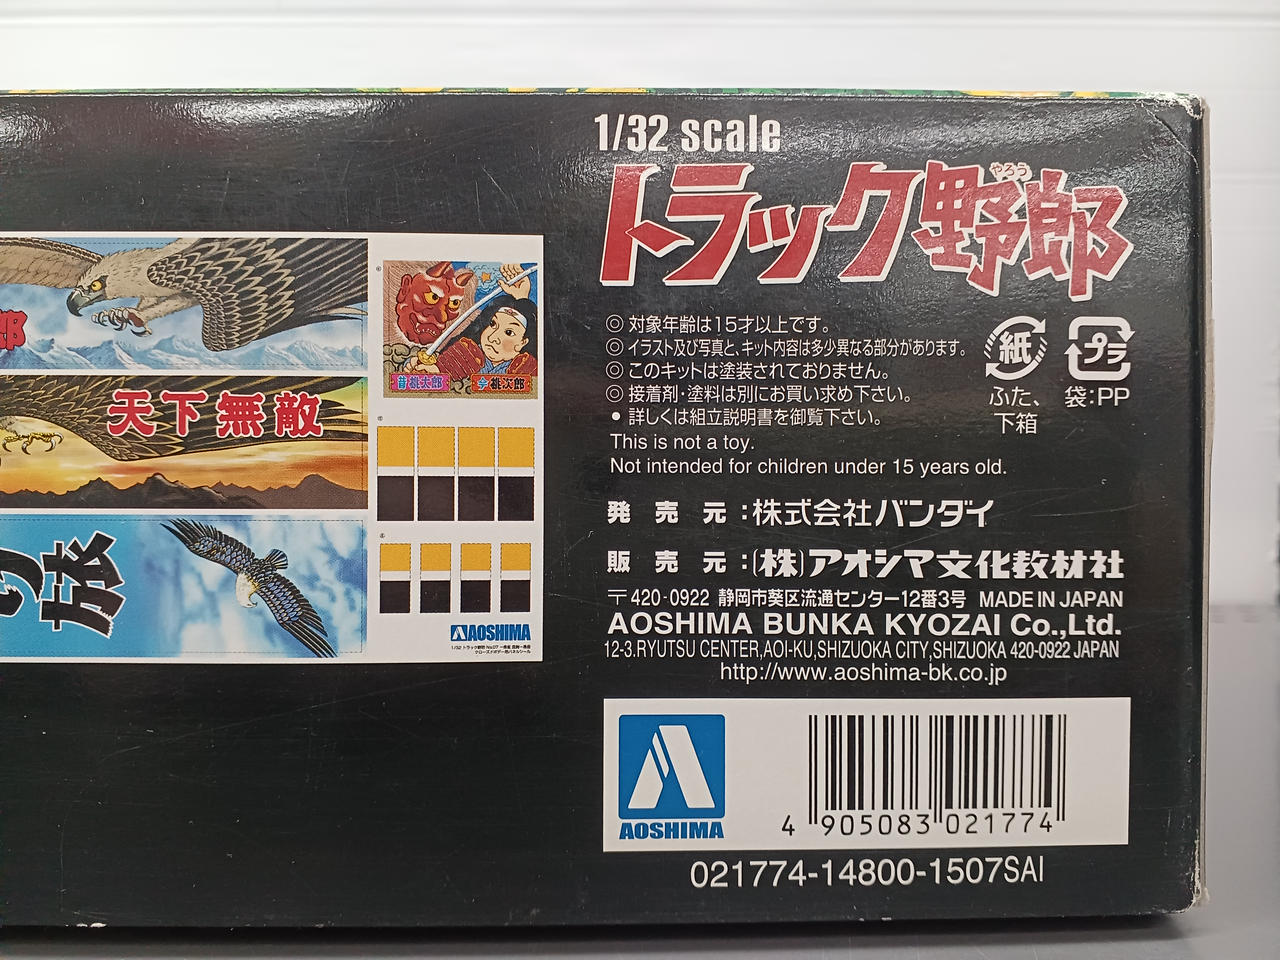 1/32 scale
やろう
トラック野郎
◎ 対象年齢は15才以上です。
◎ イラスト及び写真と、キット内容は多少異なる部分があります。
◎ このキットは塗装されておりません。
◎ 接着剤・塗料は別にお買い求め下さい。
● 詳しくは組立説明書を御覧下さい。
This is not a toy.
Not intended for children under 15 years old.
紙
ふた、
下箱
プラ
袋:PP
発売元:株式会社バンダイ
販売元:(株)アオシマ文化教材社
〒420-0922 静岡市葵区流通センター12番3号 MADE IN JAPAN
AOSHIMA BUNKA KYOZAI Co.,Ltd.
12-3.RYUTSU CENTER,AOI-KU,SHIZUOKA CITY,SHIZUOKA 420-0922 JAPAN
http://www.aoshima-bk.co.jp
AOSHIMA
4 905083 021774
021774-14800-1507SAI
番
天下無敵
旅
昔桃太郎
今桃次郎
AOSHIMA